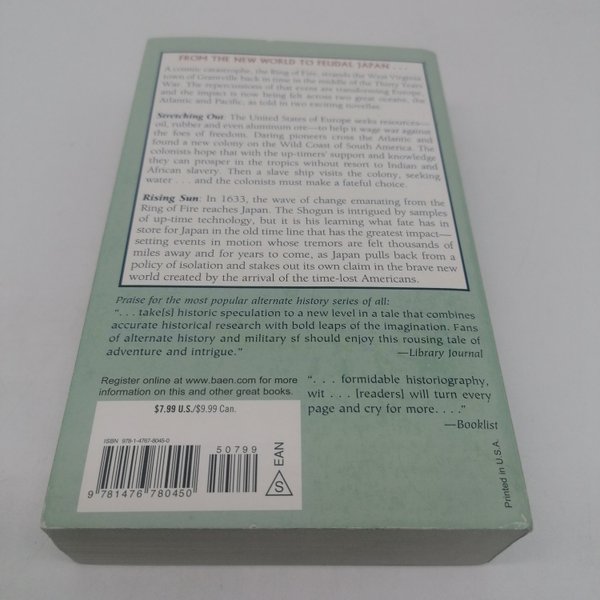 FROM THE NEW WORLD TO FEUDAL JAPAN . . .
A cosmic catastrophe, the Ring of Fire, strands the West Virginia
town of Grantville back in time in the middle of the Thirty Years
War. The repercussions of that event are transforming Europe,
and the impact is now being felt across two great oceans, the
Atlantic and Pacific, as told in two exciting novellas.
Stretching Out: The United States of Europe seeks resources—
oil, rubber and even aluminum ore—to help it wage war against
the foes of freedom. Daring pioneers cross the Atlantic and
found a new colony on the Wild Coast of South America. The
colonists hope that with the up-timers' support and knowledge
they can prosper in the tropics without resort to Indian and
African slavery. Then a slave ship visits the colony, seeking
water . . . and the colonists must make a fateful choice.
Rising Sun: In 1633, the wave of change emanating from the
Ring of Fire reaches Japan. The Shogun is intrigued by samples
of up-time technology, but it is his learning what fate has in
store for Japan in the old time line that has the greatest impact—
setting events in motion whose tremors are felt thousands of
miles away and for years to come, as Japan pulls back from a
policy of isolation and stakes out its own claim in the brave new
world created by the arrival of the time-lost Americans.
Praise for the most popular alternate history series of all:
". . . take[s] historic speculation to a new level in a tale that combines
accurate historical research with bold leaps of the imagination. Fans
of alternate history and military sf should enjoy this rousing tale of
adventure and intrigue."
—Library Journal
Register online at www.baen.com for more
information on this and other great books.
$7.99 U.S./$9.99 Can.
ISBN 978-1-4767-8045-0
50799
9 781476 780450
S EAN
". . . formidable historiography,
wit . . . [readers] will turn every
page and cry for more. . . ."
—Booklist
Printed in U.S.A.